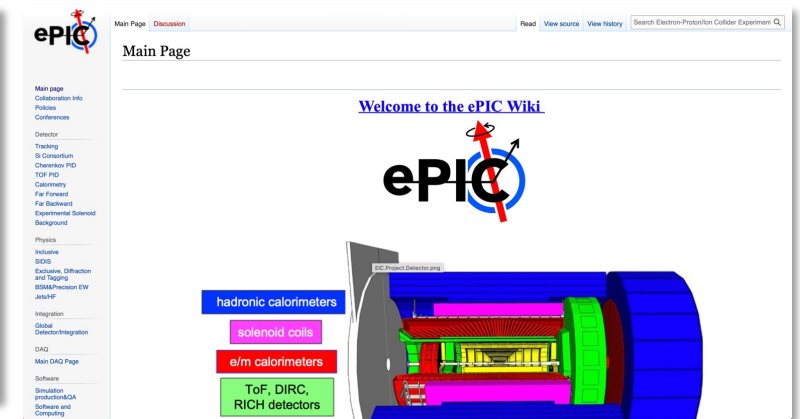 ePIC
Main Page Discussion
Read View source View history
Search Electron-Proton/Ion Collider Experiment
Main Page
Main page
Collaboration Info
Policies
Conferences
Detector
Tracking
Si Consortium
Cherenkov PID
TOF PID
Calorimetry
Far Forward
Far Backward
Experimental Solenoid
Background
Physics
Inclusive
SIDIS
Exclusive, Diffraction
and Tagging
BSM&Precision EW
Jets/HF
Integration
Global
Detector/Integration
DAQ
Main DAQ Page
Software
Simulation
production&QA
Software and
Computing
Welcome to the ePIC Wiki
ePIC
EIC.Project.Detector.png
hadronic calorimeters
solenoid coils
e/m calorimeters
ToF, DIRC,
RICH detectors